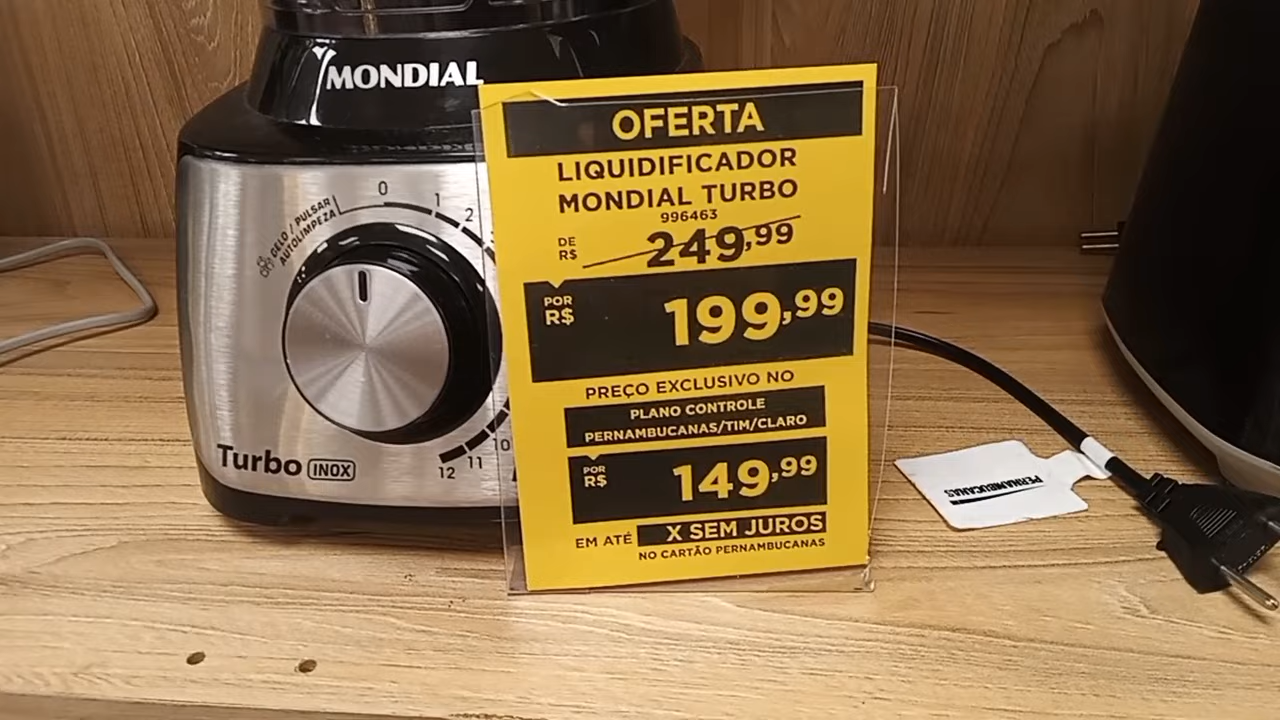 MONDIAL
0
1
2
GELO / PULSAR
AUTOLIMPEZA
10
11
12
Turbo INOX
OFERTA
LIQUIDIFICADOR
MONDIAL TURBO
996463
DE
R$
249,99
POR
R$
199,99
PREÇO EXCLUSIVO NO
PLANO CONTROLE
PERNAMBUCANAS/TIM/CLARO
POR
R$
149,99
EM ATÉ X SEM JUROS
NO CARTÃO PERNAMBUCANAS
PERNAMBUCANAS